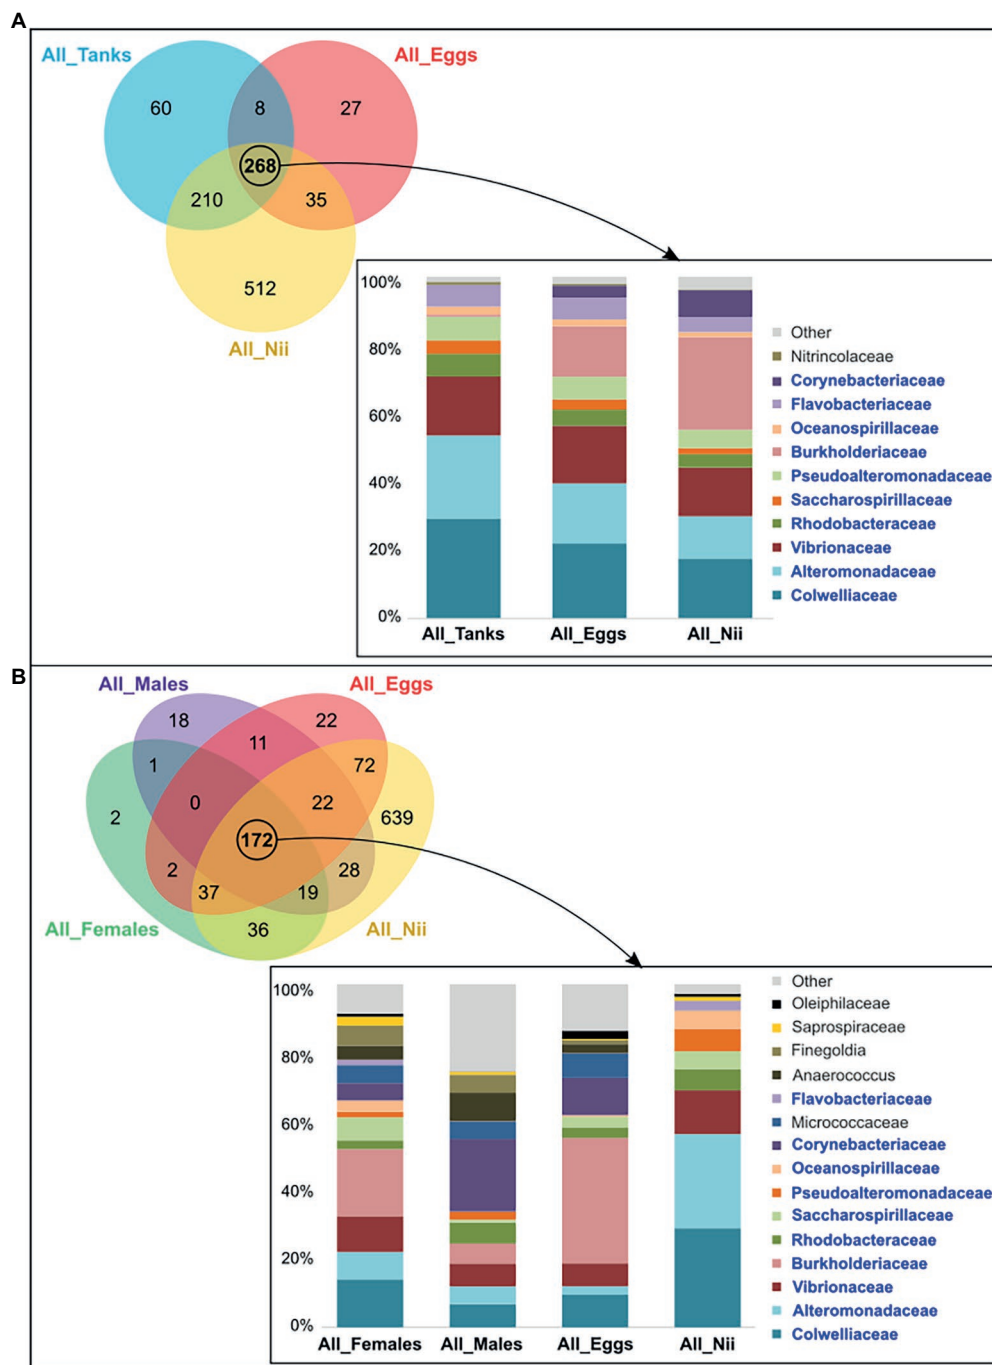 A
All_Tanks
All_Eggs
60
8
27
268
210
35
512
All_Nii
100%
80%
60%
40%
20%
0%
All_Tanks
All_Eggs
All_Nii
Other
Nitrincolaceae
Corynebacteriaceae
Flavobacteriaceae
Oceanospirillaceae
Burkholderiaceae
Pseudoalteromonadaceae
Saccharospirillaceae
Rhodobacteraceae
Vibrionaceae
Alteromonadaceae
Colwelliaceae
B
All_Males
All_Eggs
18
22
11
1
72
0
22
2
639
172
2
28
37
19
All_Females
36
All_Nii
100%
80%
60%
40%
20%
0%
All_Females
All_Males
All_Eggs
All_Nii
Other
Oleiphilaceae
Saprospiraceae
Finegoldia
Anaerococcus
Flavobacteriaceae
Micrococcaceae
Corynebacteriaceae
Oceanospirillaceae
Pseudoalteromonadaceae
Saccharospirillaceae
Rhodobacteraceae
Burkholderiaceae
Vibrionaceae
Alteromonadaceae
Colwelliaceae